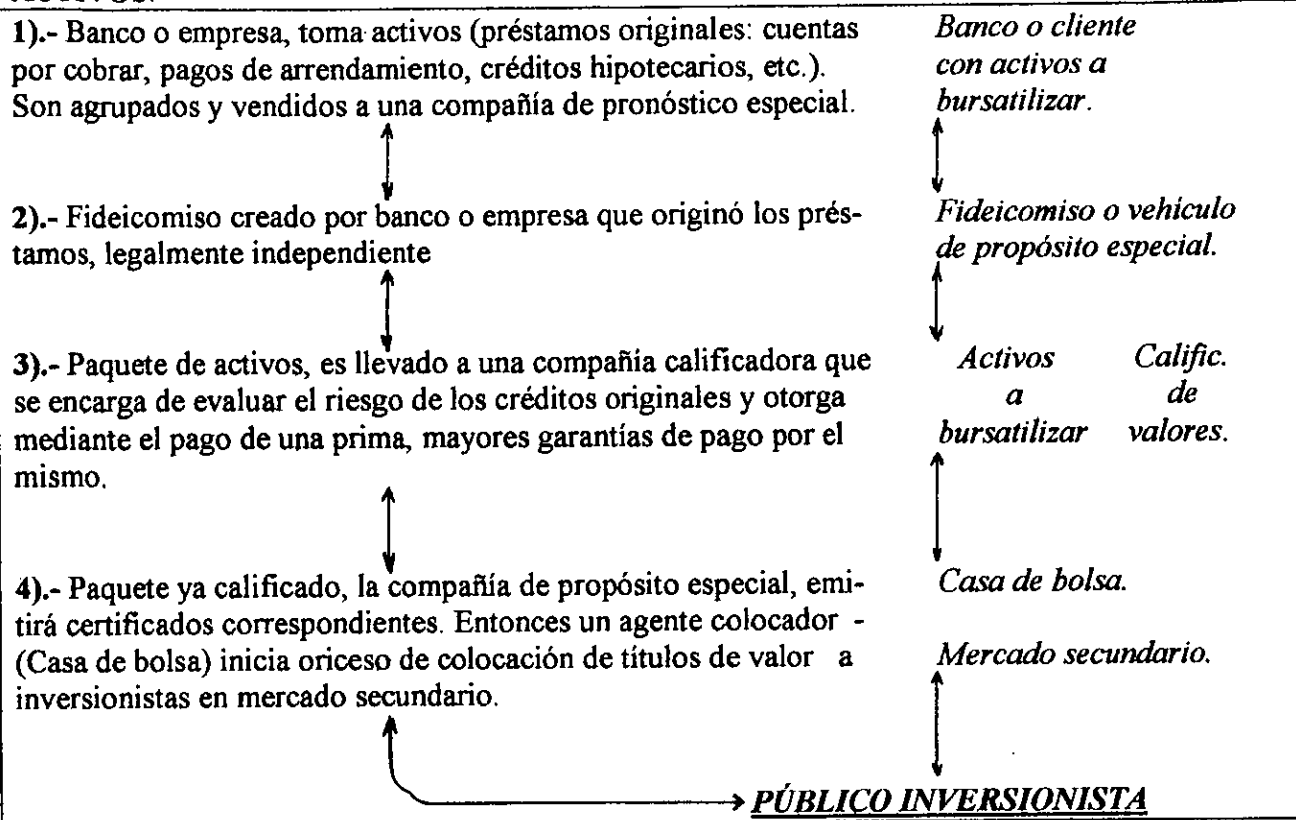 1).- Banco o empresa, toma activos (préstamos originales: cuentas
por cobrar, pagos de arrendamiento, créditos hipotecarios, etc.).
Son agrupados y vendidos a una compañía de pronóstico especial.
Banco o cliente
con activos a
bursatilizar.
2).- Fideicomiso creado por banco o empresa que originó los prés-
tamos, legalmente independiente
Fideicomiso o vehículo
de propósito especial.
3).- Paquete de activos, es llevado a una compañía calificadora que
se encarga de evaluar el riesgo de los créditos originales y otorga
mediante el pago de una prima, mayores garantías de pago por el
mismo.
Activos Calific.
a de
bursatilizar valores.
4).- Paquete ya calificado, la compañía de propósito especial, emi-
tirá certificados correspondientes. Entonces un agente colocador -
(Casa de bolsa) inicia oriceso de colocación de títulos de valor a
inversionistas en mercado secundario.
Casa de bolsa.
Mercado secundario.
PÚBLICO INVERSIONISTA